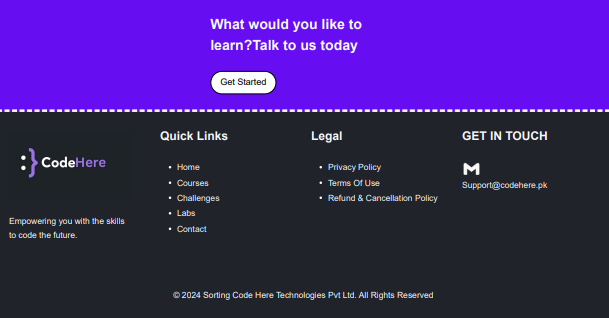 What would you like to
learn?Talk to us today
Get Started
:} CodeHere
Empowering you with the skills
to code the future.
Quick Links
Home
Courses
Challenges
Labs
Contact
Legal
Privacy Policy
Terms Of Use
Refund & Cancellation Policy
GET IN TOUCH
Support@codehere.pk
© 2024 Sorting Code Here Technologies Pvt Ltd. All Rights Reserved